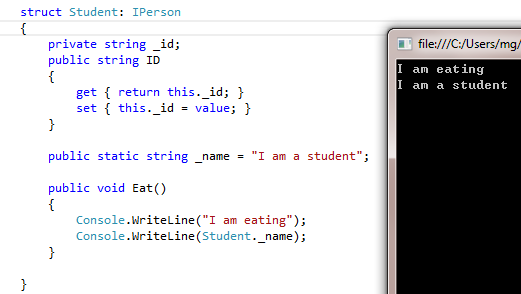 struct Student: IPerson
{
    private string _id;
    public string ID
    {
        get { return this._id; }
        set { this._id = value; }
    }

    public static string _name = "I am a student";

    public void Eat()
    {
        Console.WriteLine("I am eating");
        Console.WriteLine(Student._name);
    }

}
file:///C:/Users/mg/
I am eating
I am a student